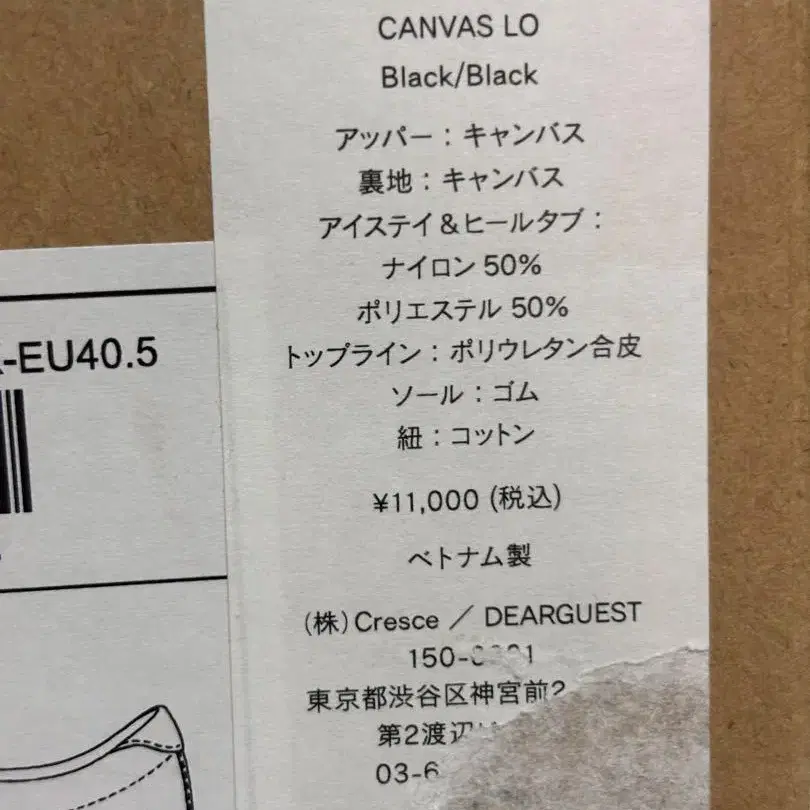 CANVAS LO
Black/Black
アッパー：キャンバス
裏地：キャンバス
アイステイ＆ヒールタブ：
ナイロン 50%
ポリエステル 50%
トップライン：ポリウレタン合皮
ソール：ゴム
紐：コットン
¥11,000 (税込)
ベトナム製
(株)Cresce ／ DEARGUEST
150-
東京都渋谷区神宮前2
第2渡辺
03-6
-EU40.5